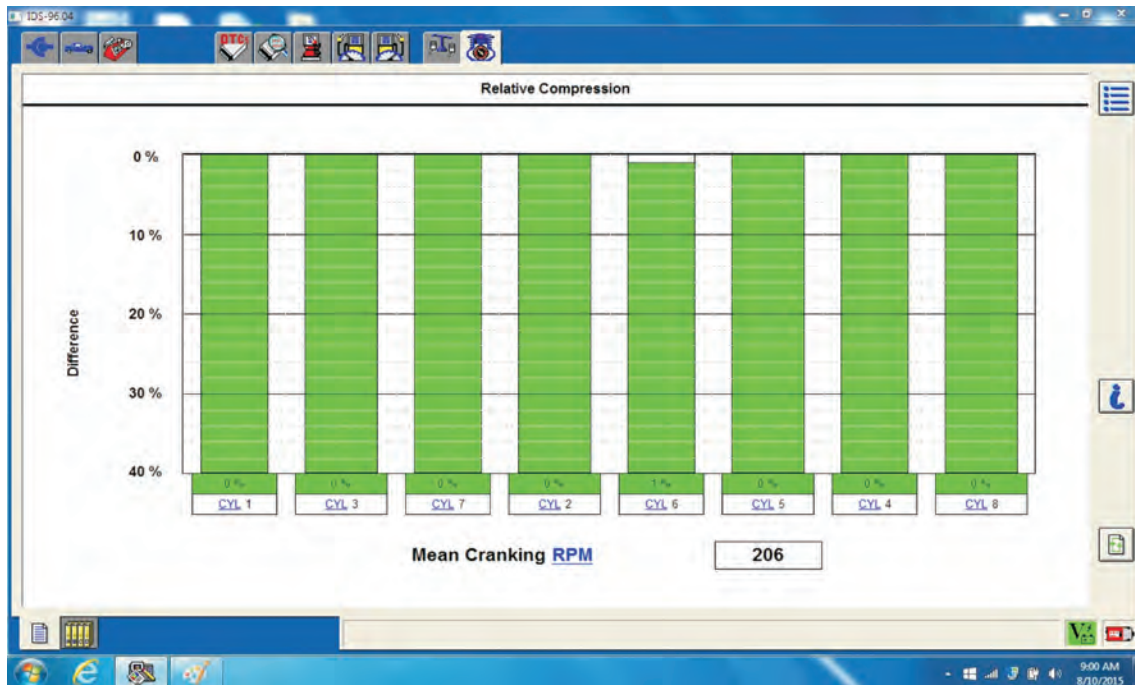 IDS-96.04
DTCs
Relative Compression
0 %
10 %
20 %
30 %
40 %
Difference
0 % 0 % 0 % 0 % 1 % 0 % 0 % 0 %
CYL 1 CYL 3 CYL 7 CYL 2 CYL 6 CYL 5 CYL 4 CYL 8
Mean Cranking RPM 206
9:00 AM
8/10/2015